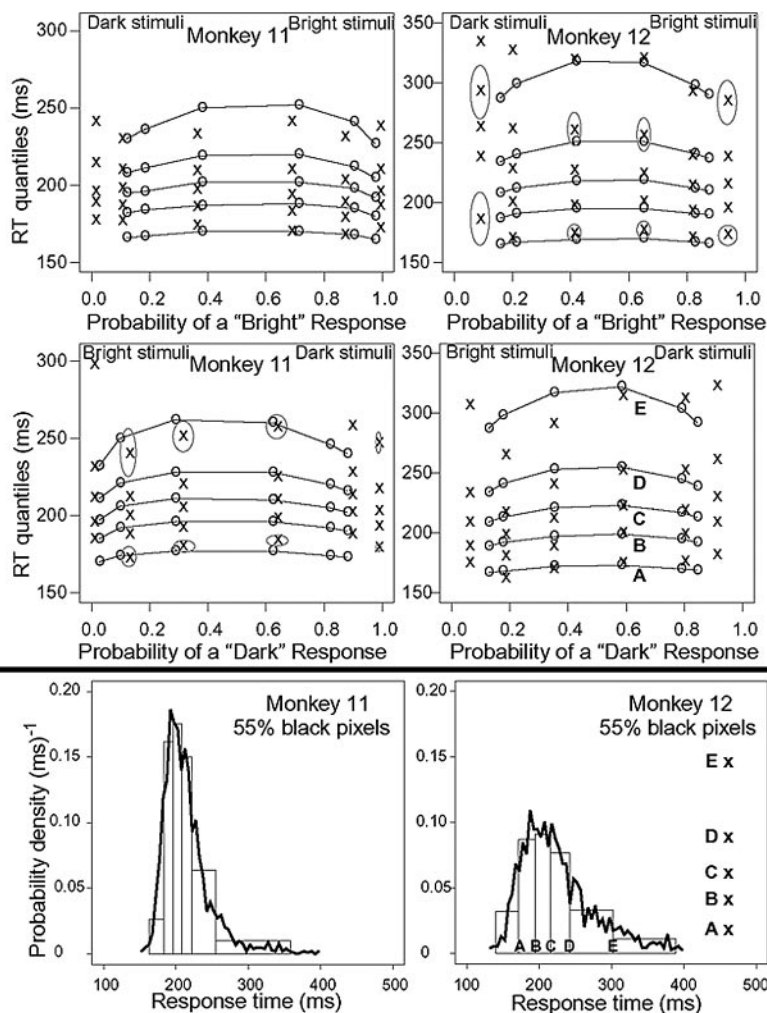 Dark stimuli
Monkey 11
Bright stimuli
RT quantiles (ms)
300
250
200
150
0.0 0.2 0.4 0.6 0.8 1.0
Probability of a "Bright" Response
Dark stimuli
Monkey 12
Bright stimuli
350
300
250
200
150
0.0 0.2 0.4 0.6 0.8 1.0
Probability of a "Bright" Response
Bright stimuli
Monkey 11
Dark stimuli
RT quantiles (ms)
300
250
200
150
0.0 0.2 0.4 0.6 0.8 1.0
Probability of a "Dark" Response
Bright stimuli
Monkey 12
Dark stimuli
350
300
250
200
150
E
D
C
B
A
0.0 0.2 0.4 0.6 0.8 1.0
Probability of a "Dark" Response
Monkey 11
55% black pixels
Probability density (ms)-1
0.20
0.15
0.10
0.05
0
100 200 300 400 500
Response time (ms)
Monkey 12
55% black pixels
0.20
0.15
0.10
0.05
0
E x
D x
C x
B x
A x
A B C D E
100 200 300 400 500
Response time (ms)